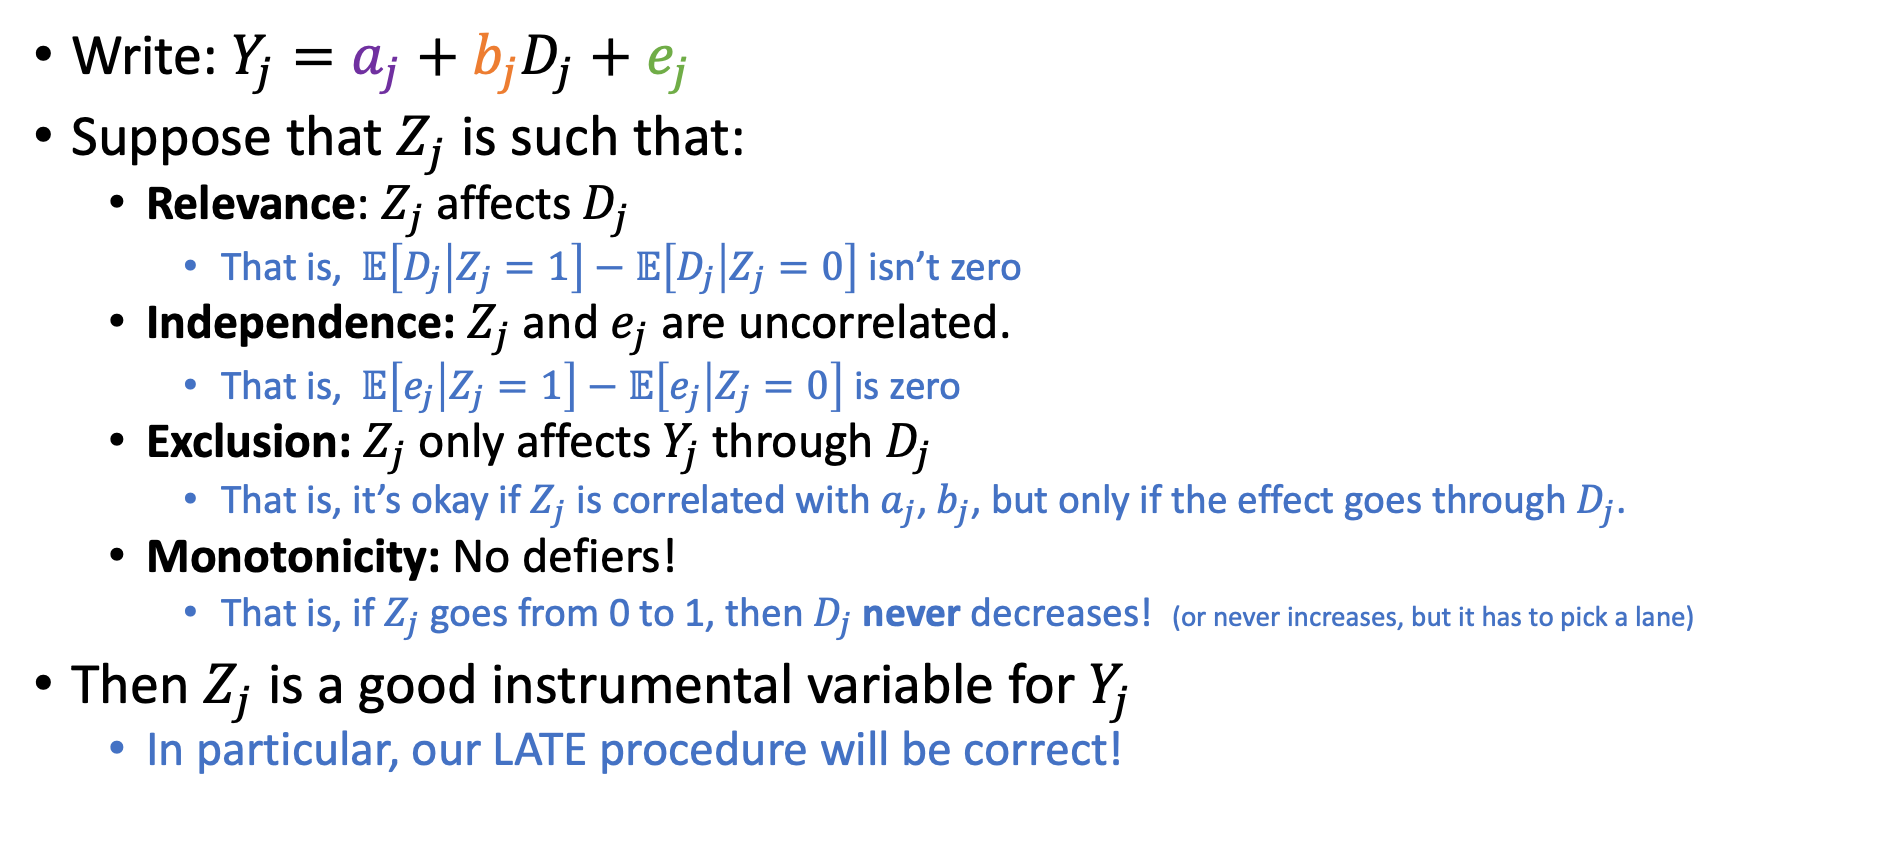 • Write: Yⱼ = aⱼ + bⱼDⱼ + eⱼ
• Suppose that Zⱼ is such that:
• Relevance: Zⱼ affects Dⱼ
• That is, 𝔼[Dⱼ|Zⱼ = 1] − 𝔼[Dⱼ|Zⱼ = 0] isn’t zero
• Independence: Zⱼ and eⱼ are uncorrelated.
• That is, 𝔼[eⱼ|Zⱼ = 1] − 𝔼[eⱼ|Zⱼ = 0] is zero
• Exclusion: Zⱼ only affects Yⱼ through Dⱼ
• That is, it’s okay if Zⱼ is correlated with aⱼ, bⱼ, but only if the effect goes through Dⱼ.
• Monotonicity: No defiers!
• That is, if Zⱼ goes from 0 to 1, then Dⱼ never decreases! (or never increases, but it has to pick a lane)
• Then Zⱼ is a good instrumental variable for Yⱼ
• In particular, our LATE procedure will be correct!